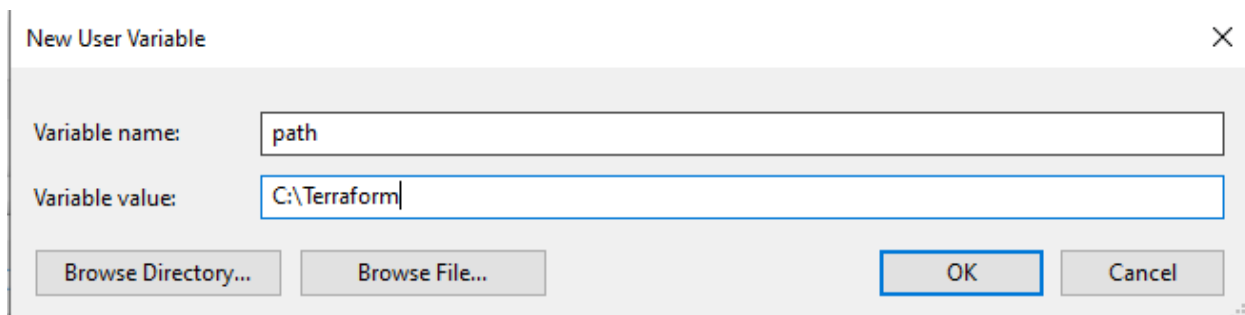 New User Variable
Variable name: path
Variable value: C:\Terraform
Browse Directory... Browse File... OK Cancel